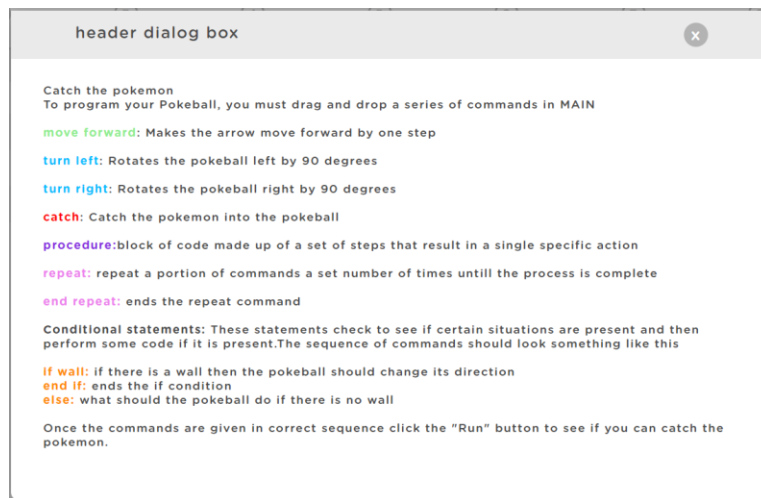 header dialog box
x
Catch the pokemon
To program your Pokeball, you must drag and drop a series of commands in MAIN
move forward: Makes the arrow move forward by one step
turn left: Rotates the pokeball left by 90 degrees
turn right: Rotates the pokeball right by 90 degrees
catch: Catch the pokemon into the pokeball
procedure:block of code made up of a set of steps that result in a single specific action
repeat: repeat a portion of commands a set number of times untill the process is complete
end repeat: ends the repeat command
Conditional statements: These statements check to see if certain situations are present and then
perform some code if it is present.The sequence of commands should look something like this
If wall: if there is a wall then the pokeball should change its direction
end if: ends the if condition
else: what should the pokeball do if there is no wall
Once the commands are given in correct sequence click the "Run" button to see if you can catch the
pokemon.